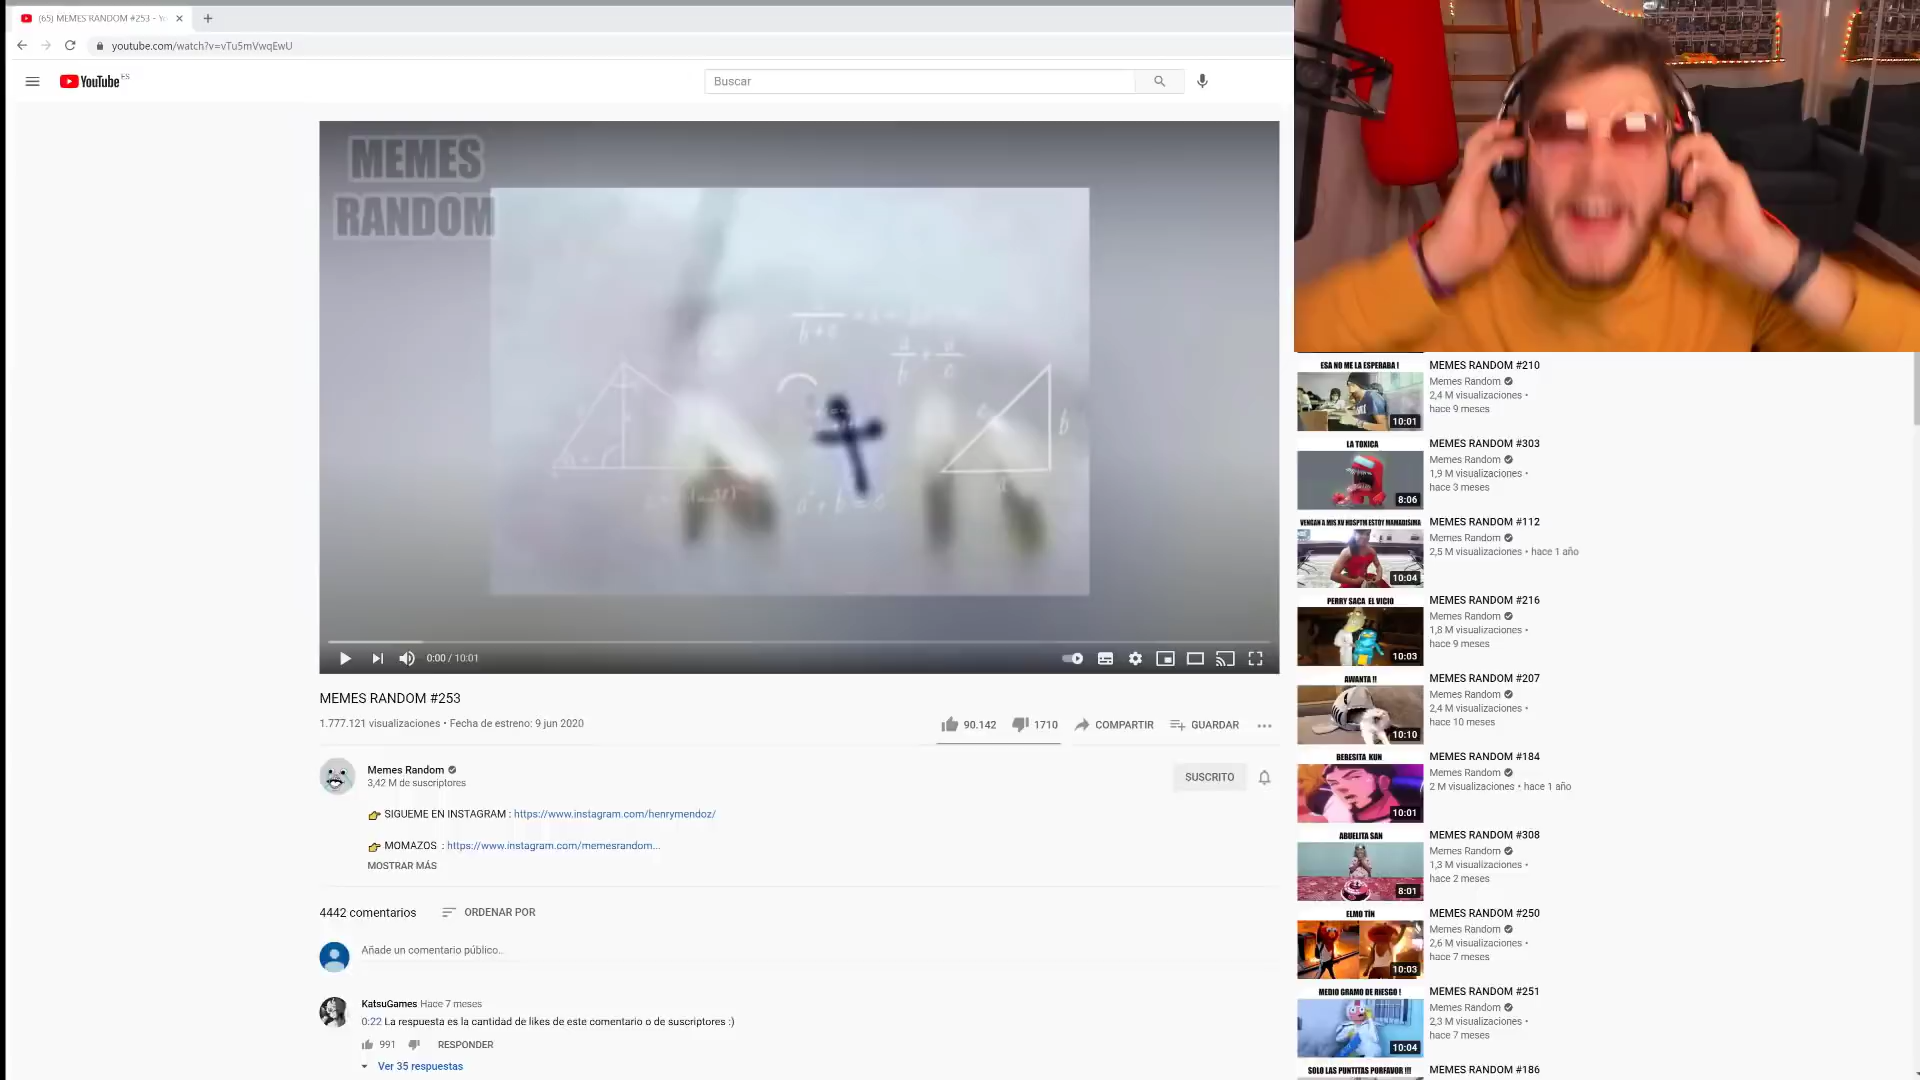 (65) MEMES RANDOM #253 - Yo
youtube.com/watch?v=vTu5mVwqEwU
YouTube ES
Buscar
MEMES
RANDOM
0:00 / 10:01
MEMES RANDOM #253
1.777.121 visualizaciones • Fecha de estreno: 9 jun 2020
90.142
1710
COMPARTIR
GUARDAR
Memes Random
3,42 M de suscriptores
SUSCRITO
SIGUEME EN INSTAGRAM : https://www.instagram.com/henrymendoz/
MOMAZOS : https://www.instagram.com/memesrandom...
MOSTRAR MÁS
4442 comentarios
ORDENAR POR
Añade un comentario público...
KatsuGames Hace 7 meses
0:22 La respuesta es la cantidad de likes de este comentario o de suscriptores :)
991
RESPONDER
Ver 35 respuestas
ESA NO ME LA ESPERABA !
10:01
MEMES RANDOM #210
Memes Random
2,4 M visualizaciones •
hace 9 meses
LA TOXICA
8:06
MEMES RANDOM #303
Memes Random
1,9 M visualizaciones •
hace 3 meses
VENGAN A MIS XV HDSPTM ESTOY MAMADISIMA
10:04
MEMES RANDOM #112
Memes Random
2,5 M visualizaciones • hace 1 año
PERRY SACA EL VICIO
10:03
MEMES RANDOM #216
Memes Random
1,8 M visualizaciones •
hace 9 meses
AWANTA !!
10:10
MEMES RANDOM #207
Memes Random
2,4 M visualizaciones •
hace 10 meses
BEBESITA KUN
10:01
MEMES RANDOM #184
Memes Random
2 M visualizaciones • hace 1 año
ABUELITA SAN
8:01
MEMES RANDOM #308
Memes Random
1,3 M visualizaciones •
hace 2 meses
ELMO TÍN
10:03
MEMES RANDOM #250
Memes Random
2,6 M visualizaciones •
hace 7 meses
MEDIO GRAMO DE RIESGO !
10:04
MEMES RANDOM #251
Memes Random
2,3 M visualizaciones •
hace 7 meses
SOLO LAS PUNTITAS PORFAVOR !!!
MEMES RANDOM #186